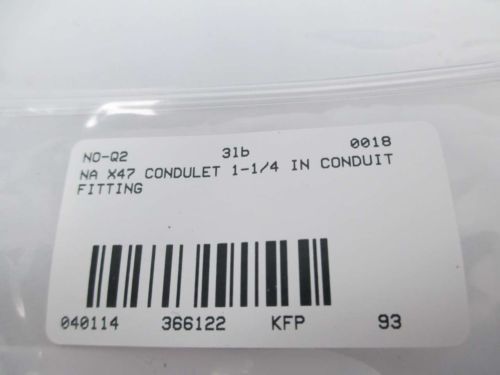 NO-Q2 3lb 0018
NA X47 CONDULET 1-1/4 IN CONDUIT
FITTING
040114 366122 KFP 93